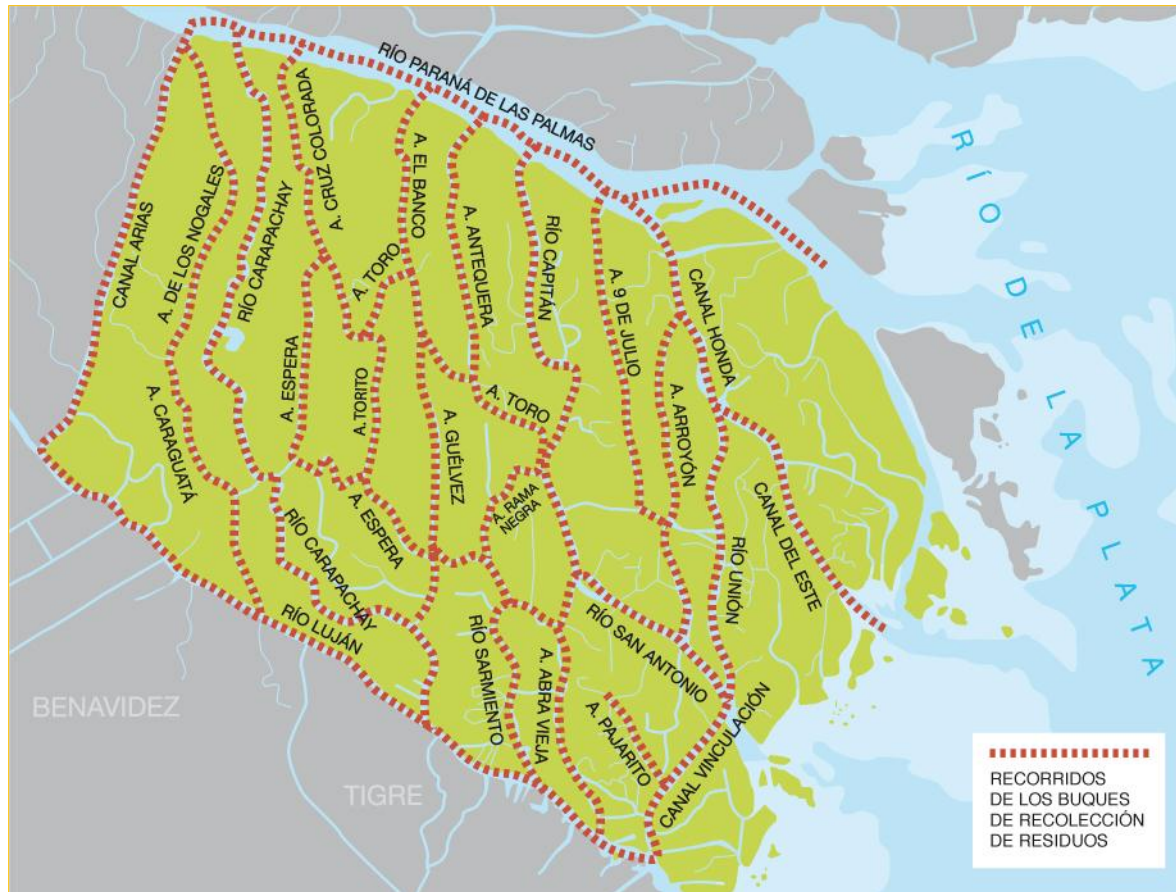 RÍO PARANÁ DE LAS PALMAS
RÍO DE LA PLATA
CANAL ARIAS
A. DE LOS NOGALES
RÍO CARAPACHAY
A. CRUZ COLORADA
A. EL BANCO
A. TORO
A. ANTEQUERA
RÍO CAPITÁN
A. 9 DE JULIO
CANAL HONDA
A. ARROYÓN
A. ESPERA
A. TORITO
A. GUÉLVEZ
A. TORO
A. CARAGUATÁ
A. RAMA
NEGRA
A. ESPERA
RÍO CARAPACHAY
RÍO LUJÁN
RÍO UNIÓN
CANAL DEL ESTE
RÍO SARMIENTO
A. ABRA VIEJA
RÍO SAN ANTONIO
A. PAJARITO
CANAL VINCULACIÓN
BENAVIDEZ
TIGRE
RECORRIDOS
DE LOS BUQUES
DE RECOLECCIÓN
DE RESIDUOS